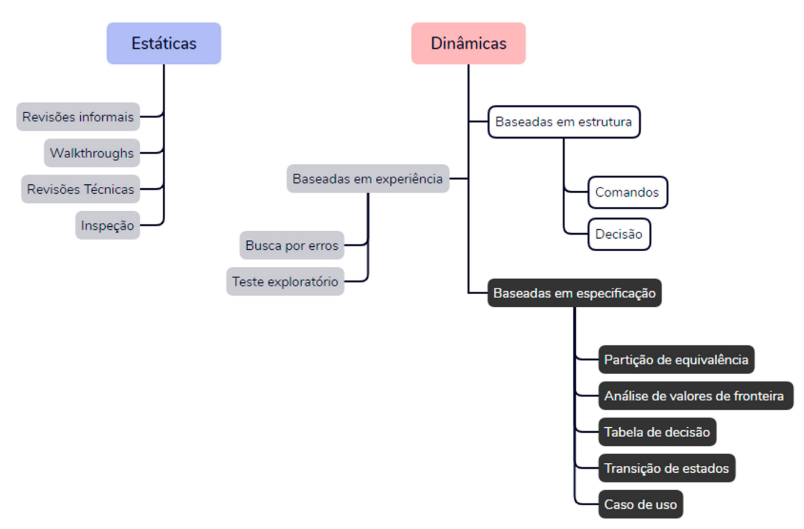 Estáticas
Revisões informais
Walkthroughs
Revisões Técnicas
Inspeção
Dinâmicas
Baseadas em estrutura
Comandos
Decisão
Baseadas em experiência
Busca por erros
Teste exploratório
Baseadas em especificação
Partição de equivalência
Análise de valores de fronteira
Tabela de decisão
Transição de estados
Caso de uso